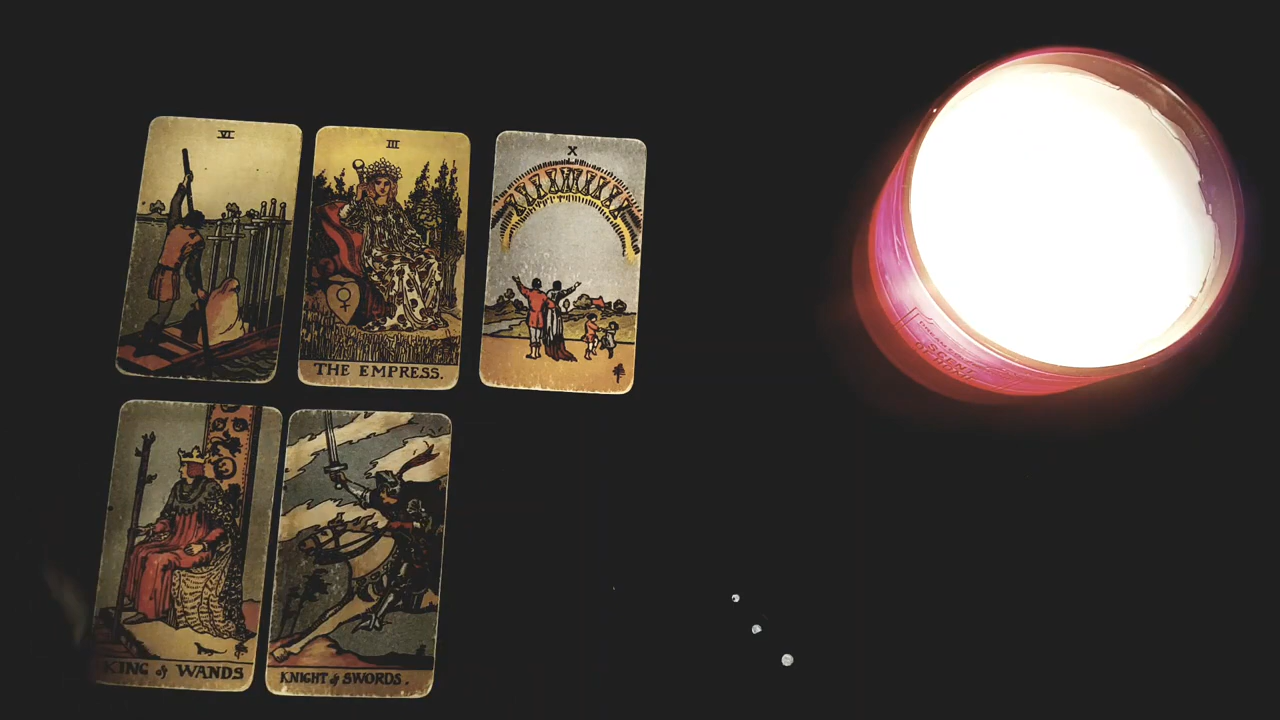 VI
III
X
THE EMPRESS.
KING of WANDS
KNIGHT of SWORDS.